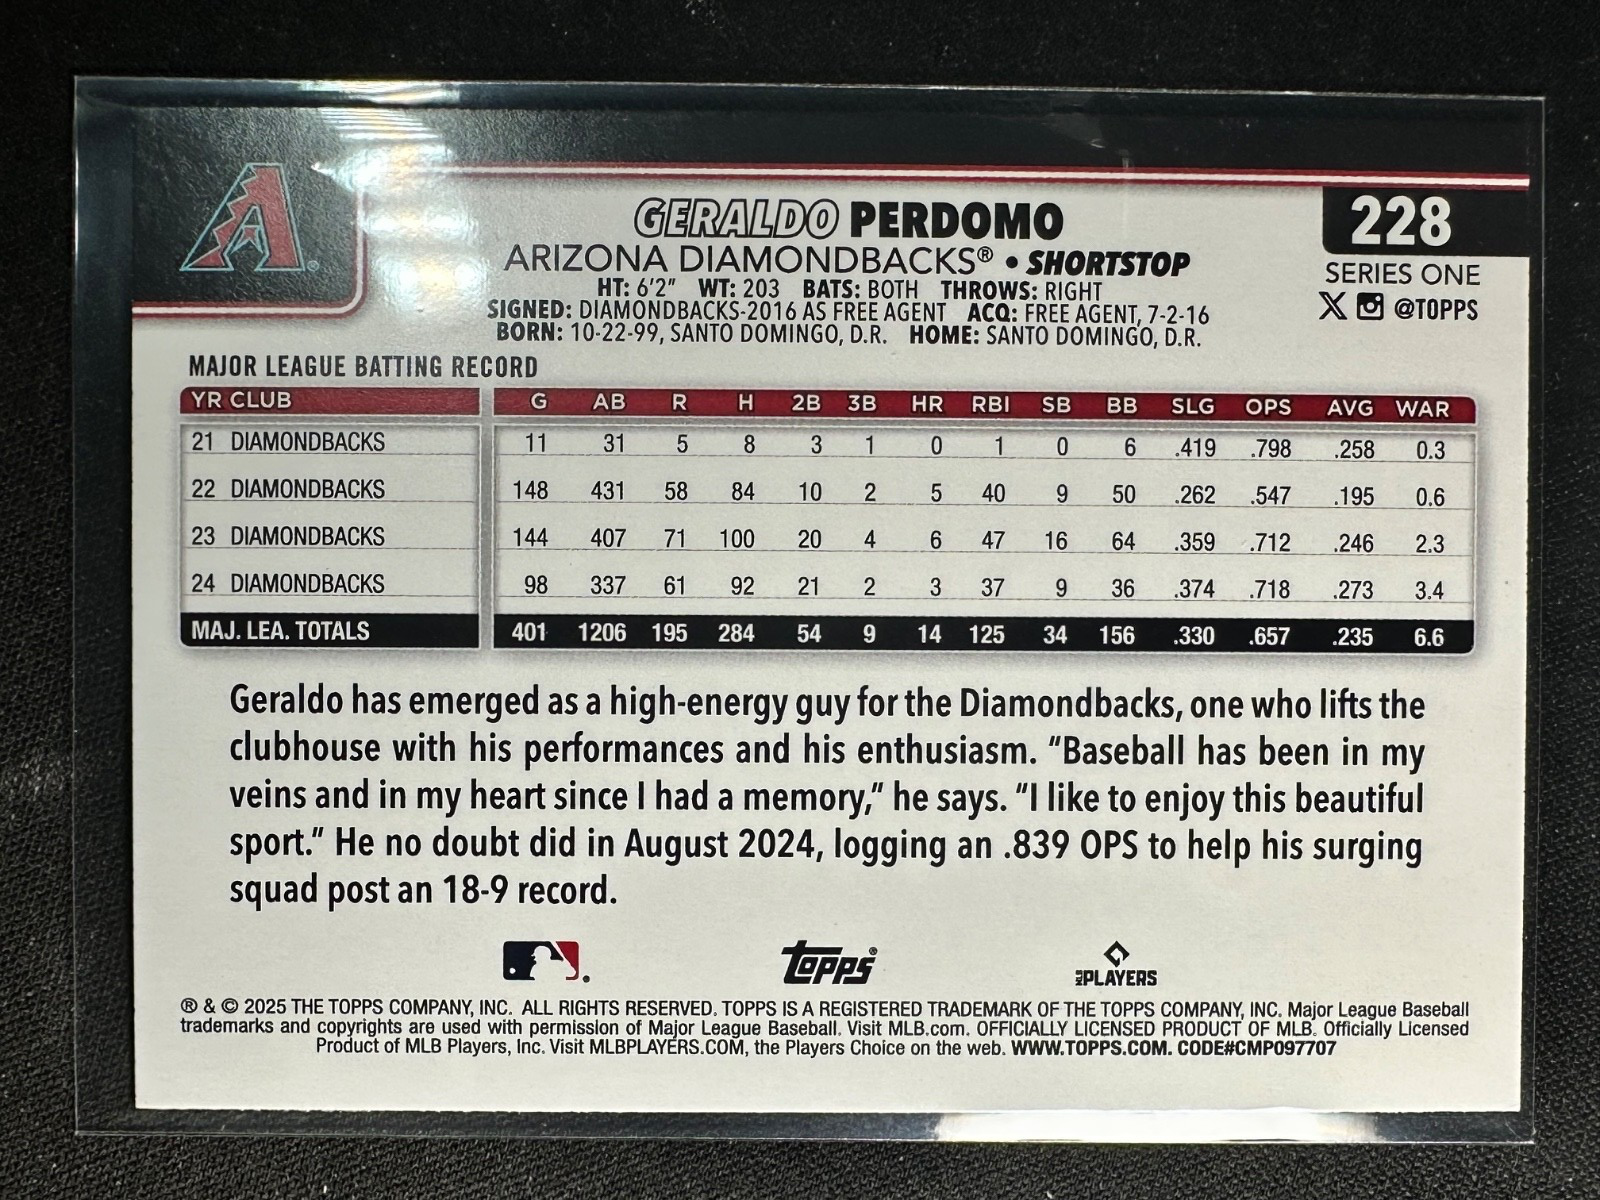 GERALDO PERDOMO
228
ARIZONA DIAMONDBACKS® • SHORTSTOP
SERIES ONE
HT: 6'2" WT: 203 BATS: BOTH THROWS: RIGHT
SIGNED: DIAMONDBACKS-2016 AS FREE AGENT ACQ: FREE AGENT, 7-2-16
@TOPPS
BORN: 10-22-99, SANTO DOMINGO, D.R. HOME: SANTO DOMINGO, D.R.
MAJOR LEAGUE BATTING RECORD
YR CLUB G AB R H 2B 3B HR RBI SB BB SLG OPS AVG WAR
21 DIAMONDBACKS 11 31 5 8 3 1 0 1 0 6 .419 .798 .258 0.3
22 DIAMONDBACKS 148 431 58 84 10 2 5 40 9 50 .262 .547 .195 0.6
23 DIAMONDBACKS 144 407 71 100 20 4 6 47 16 64 .359 .712 .246 2.3
24 DIAMONDBACKS 98 337 61 92 21 2 3 37 9 36 .374 .718 .273 3.4
MAJ. LEA. TOTALS 401 1206 195 284 54 9 14 125 34 156 .330 .657 .235 6.6
Geraldo has emerged as a high-energy guy for the Diamondbacks, one who lifts the
clubhouse with his performances and his enthusiasm. "Baseball has been in my
veins and in my heart since I had a memory," he says. "I like to enjoy this beautiful
sport." He no doubt did in August 2024, logging an .839 OPS to help his surging
squad post an 18-9 record.
Topps®
MLB PLAYERS
® & © 2025 THE TOPPS COMPANY, INC. ALL RIGHTS RESERVED. TOPPS IS A REGISTERED TRADEMARK OF THE TOPPS COMPANY, INC. Major League Baseball
trademarks and copyrights are used with permission of Major League Baseball. Visit MLB.com. OFFICIALLY LICENSED PRODUCT OF MLB. Officially Licensed
Product of MLB Players, Inc. Visit MLBPLAYERS.COM, the Players Choice on the web. WWW.TOPPS.COM. CODE#CMP097707